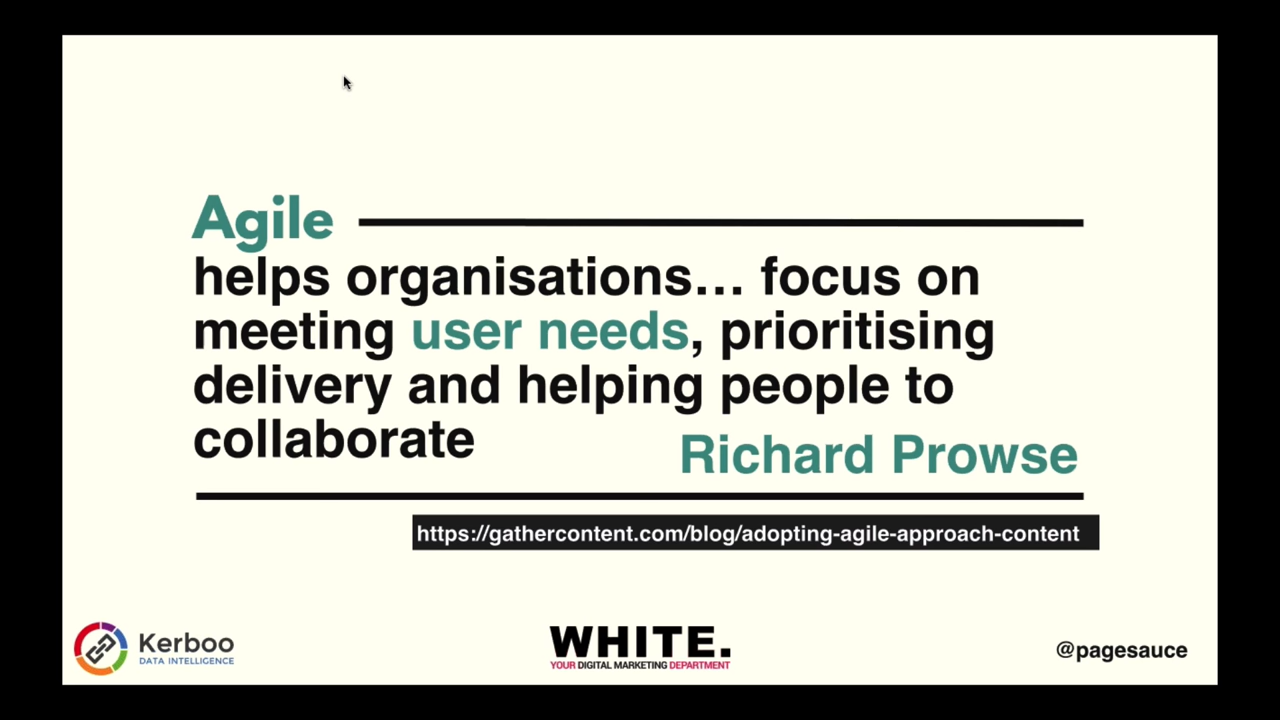 Agile
helps organisations… focus on
meeting user needs, prioritising
delivery and helping people to
collaborate
Richard Prowse
https://gathercontent.com/blog/adopting-agile-approach-content
Kerboo
DATA INTELLIGENCE
WHITE.
YOUR DIGITAL MARKETING DEPARTMENT
@pagesauce